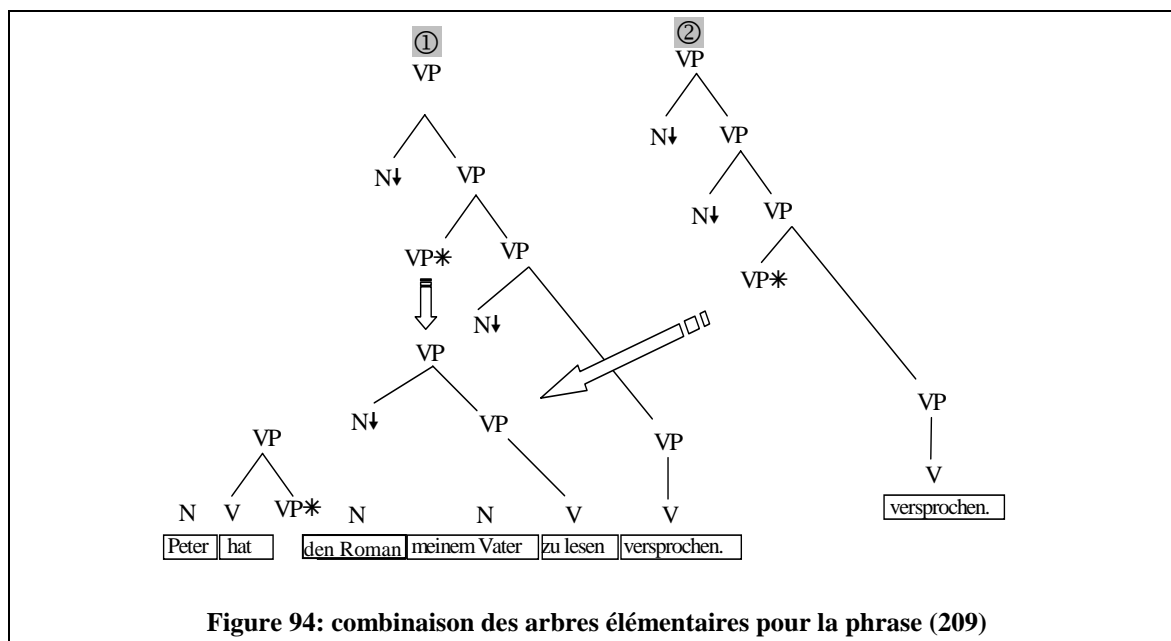 ① ②
VP VP
N↓ VP N↓ VP
VP✱ VP N↓ VP
N↓ VP✱
VP
N↓ VP VP VP
VP V
N V VP✱ N N V V versprochen.
Peter hat den Roman meinem Vater zu lesen versprochen.
Figure 94: combinaison des arbres élémentaires pour la phrase (209)